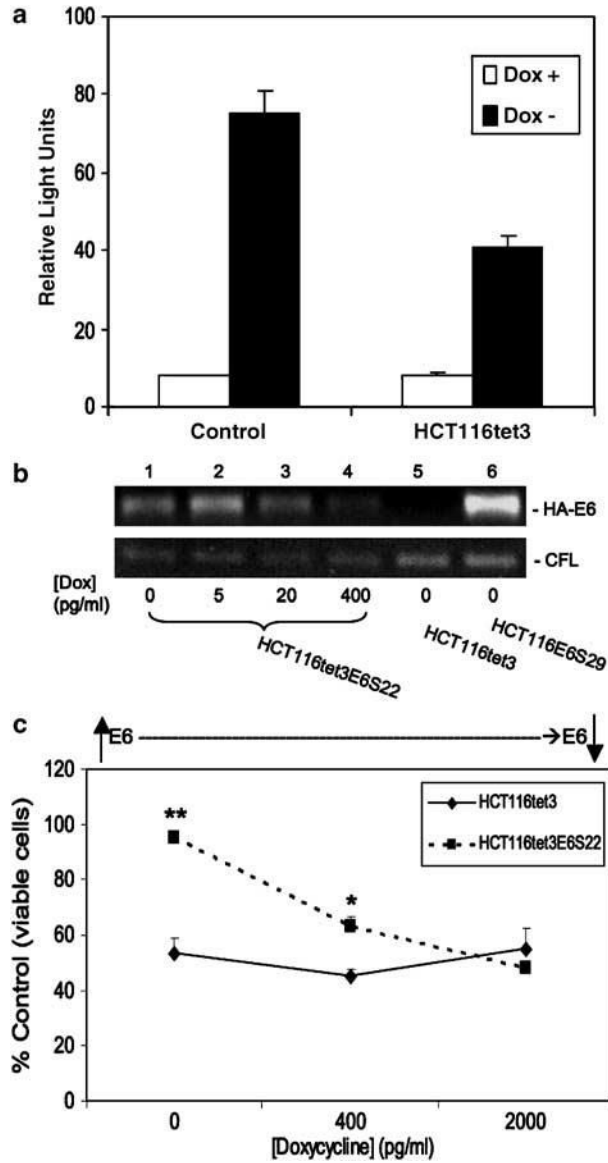 a
100
80
60
40
20
0
Relative Light Units
Dox +
Dox -
Control
HCT116tet3
b
1 2 3 4 5 6
- HA-E6
- CFL
[Dox]
(pg/ml)
0 5 20 400 0 0
HCT116tet3E6S22
HCT116tet3
HCT116E6S29
c
E6 → E6
120
100
80
60
40
20
0
% Control (viable cells)
HCT116tet3
HCT116tet3E6S22
**
*
0 400 2000
[Doxycycline] (pg/ml)